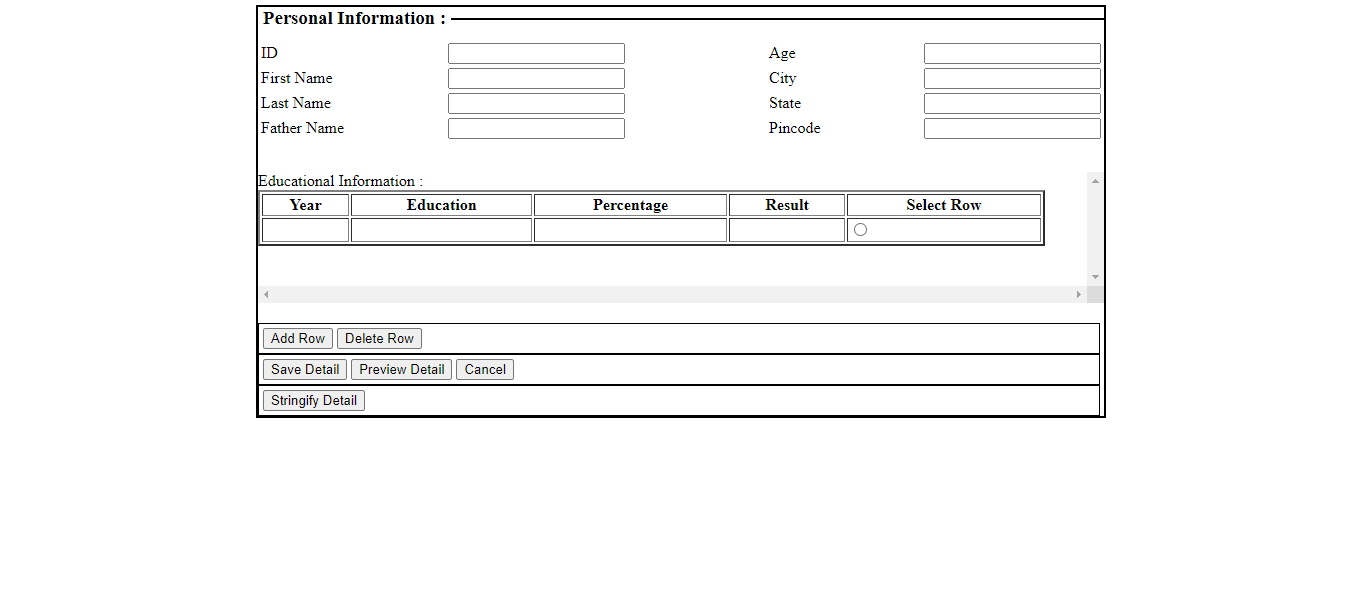 Personal Information :
ID Age
First Name City
Last Name State
Father Name Pincode
Educational Information :
Year Education Percentage Result Select Row
Add Row Delete Row
Save Detail Preview Detail Cancel
Stringify Detail